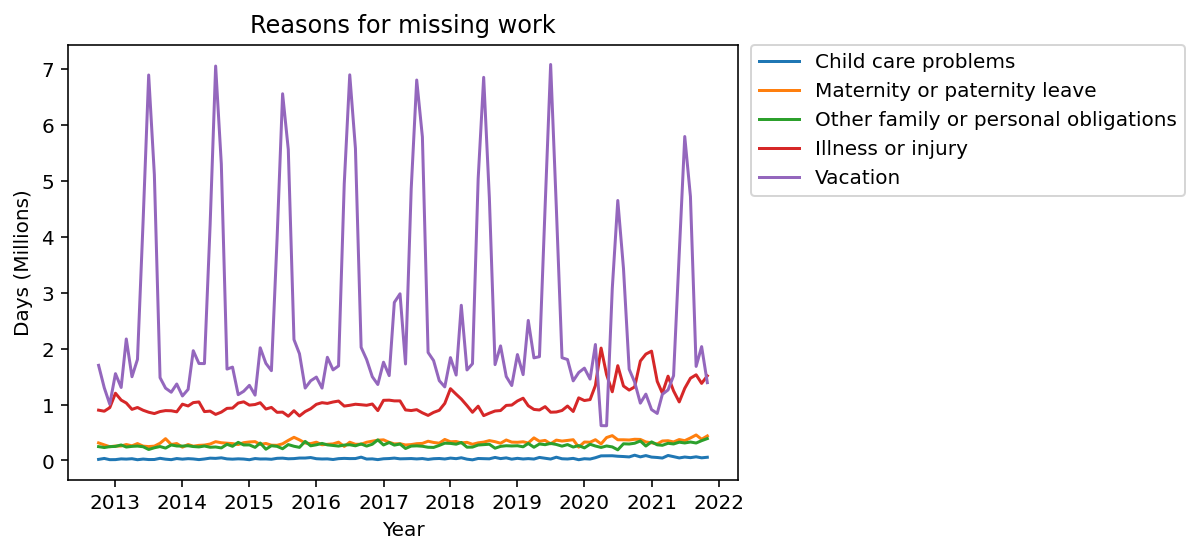 Reasons for missing work
Days (Millions)
7
6
5
4
3
2
1
0
2013 2014 2015 2016 2017 2018 2019 2020 2021 2022
Year
Child care problems
Maternity or paternity leave
Other family or personal obligations
Illness or injury
Vacation